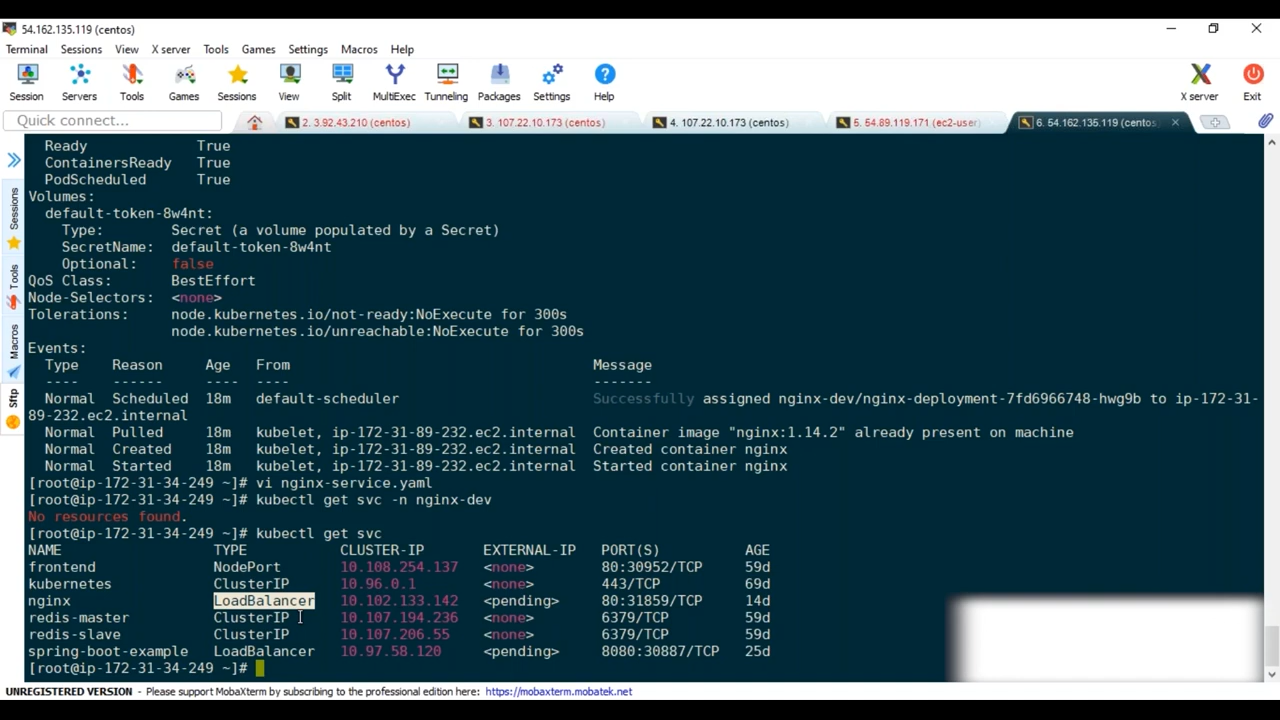 54.162.135.119 (centos)
Terminal Sessions View X server Tools Games Settings Macros Help
Session Servers Tools Games Sessions View Split MultiExec Tunneling Packages Settings Help X server Exit
Quick connect... 2. 3.92.43.210 (centos) 3. 107.22.10.173 (centos) 4. 107.22.10.173 (centos) 5. 54.89.119.171 (ec2-user) 6. 54.162.135.119 (centos
Sessions
Tools
Macros
Sftp
Ready True
ContainersReady True
PodScheduled True
Volumes:
default-token-8w4nt:
Type: Secret (a volume populated by a Secret)
SecretName: default-token-8w4nt
Optional: false
QoS Class: BestEffort
Node-Selectors: <none>
Tolerations: node.kubernetes.io/not-ready:NoExecute for 300s
node.kubernetes.io/unreachable:NoExecute for 300s
Events:
Type Reason Age From Message
---- ------ ---- ---- -------
Normal Scheduled 18m default-scheduler Successfully assigned nginx-dev/nginx-deployment-7fd6966748-hwg9b to ip-172-31-
89-232.ec2.internal
Normal Pulled 18m kubelet, ip-172-31-89-232.ec2.internal Container image "nginx:1.14.2" already present on machine
Normal Created 18m kubelet, ip-172-31-89-232.ec2.internal Created container nginx
Normal Started 18m kubelet, ip-172-31-89-232.ec2.internal Started container nginx
[root@ip-172-31-34-249 ~]# vi nginx-service.yaml
[root@ip-172-31-34-249 ~]# kubectl get svc -n nginx-dev
No resources found.
[root@ip-172-31-34-249 ~]# kubectl get svc
NAME TYPE CLUSTER-IP EXTERNAL-IP PORT(S) AGE
frontend NodePort 10.108.254.137 <none> 80:30952/TCP 59d
kubernetes ClusterIP 10.96.0.1 <none> 443/TCP 69d
nginx LoadBalancer 10.102.133.142 <pending> 80:31859/TCP 14d
redis-master ClusterIP 10.107.194.236 <none> 6379/TCP 59d
redis-slave ClusterIP 10.107.206.55 <none> 6379/TCP 59d
spring-boot-example LoadBalancer 10.97.58.120 <pending> 8080:30887/TCP 25d
[root@ip-172-31-34-249 ~]#
UNREGISTERED VERSION - Please support MobaXterm by subscribing to the professional edition here: https://mobaxterm.mobatek.net